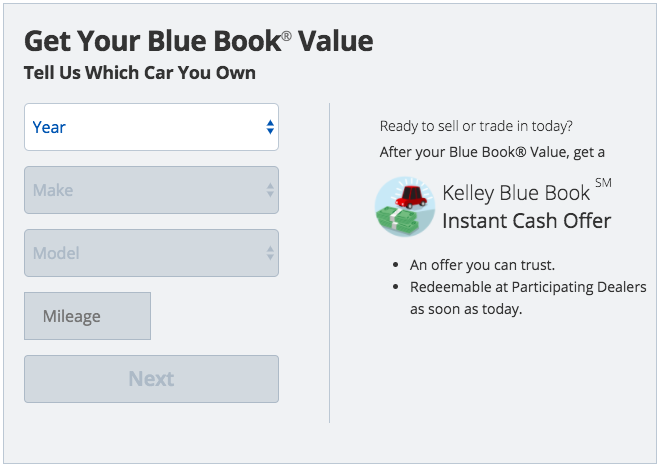 Get Your Blue Book® Value
Tell Us Which Car You Own
Year
Make
Model
Mileage
Next
Ready to sell or trade in today?
After your Blue Book® Value, get a
Kelley Blue Book SM
Instant Cash Offer
• An offer you can trust.
• Redeemable at Participating Dealers
as soon as today.